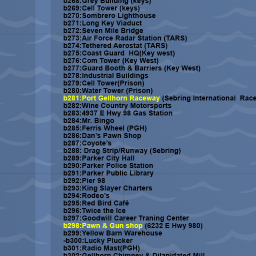 b268:Grey Building (keys)
b269:Cell Tower (keys)
b270:Sombrero Lighthouse
b271:Long Key Viaduct
b272:Seven Mile Bridge
b273:Air Force Radar Station (TARS)
b274:Tethered Aerostat (TARS)
b275:Coast Guard  HQ(Key west)
b276:Com Tower (Key West)
b277:Guard Booth & Barriers (Key West)
b278:Industrial Buildings
b279:Cell Tower(Prison)
b280:Water Tower (Prison)
b281:Port Gellhorn Raceway (Sebring International  Race
b282:Wine Country Motorsports
b283:4937 E Hwy 98 Gas Station
b284:Mr. Bingo
b285:Ferris Wheel (PGH)
b286:Dan's Pawn Shop
b287:Coyote's
b288: Drag Strip/Runway (Sebring)
b289:Parker City Hall
b290:Parker Police Station
b291:Parker Public Library
b292:Pier 98
b293:King Slayer Charters
b294:Rodeo's
b295:Red Bird Café
b296:Twice the Ice
b297:Goodwill Career Traning Center
b298:Pawn & Gun shop (6232 E Hwy 980)
b299:Yellow Barn Warehouse
-b300:Lucky Plucker
b301:Radio Mast(PGH)
b302:Gellhorn Chimney & Dilapidated Mill